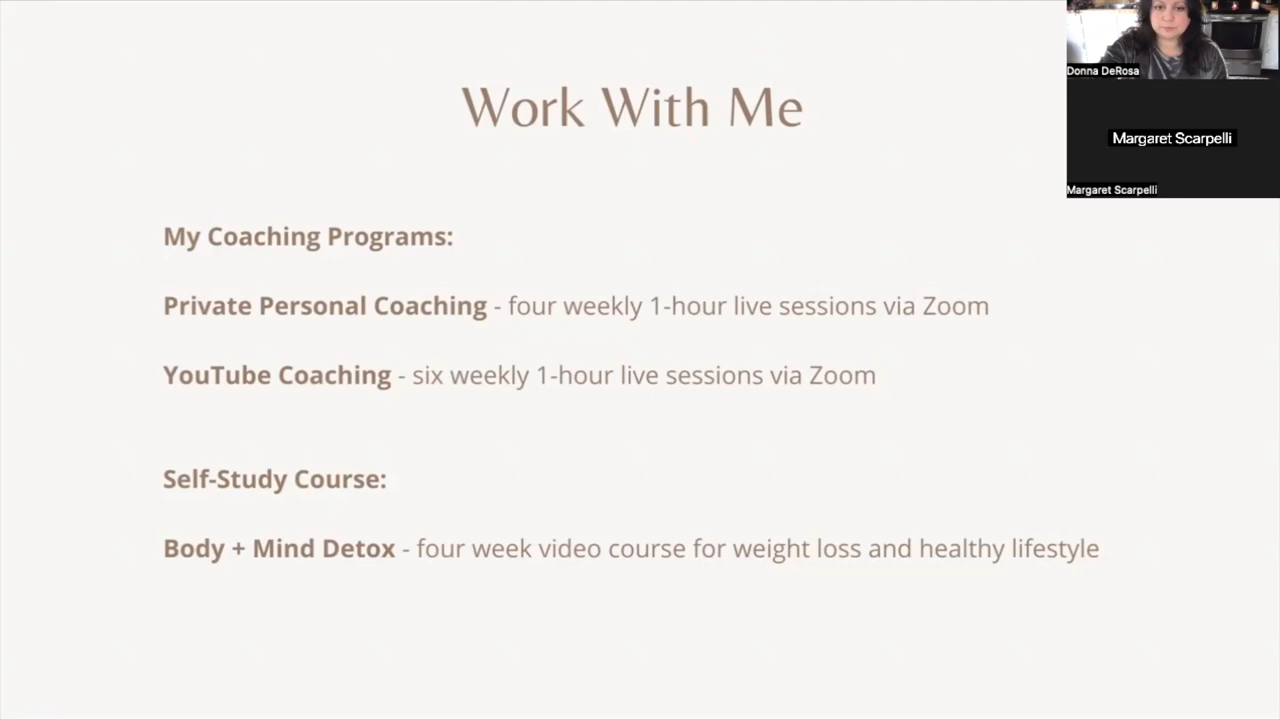 Work With Me
Donna DeRosa
Margaret Scarpelli
Margaret Scarpelli
My Coaching Programs:
Private Personal Coaching - four weekly 1-hour live sessions via Zoom
YouTube Coaching - six weekly 1-hour live sessions via Zoom
Self-Study Course:
Body + Mind Detox - four week video course for weight loss and healthy lifestyle